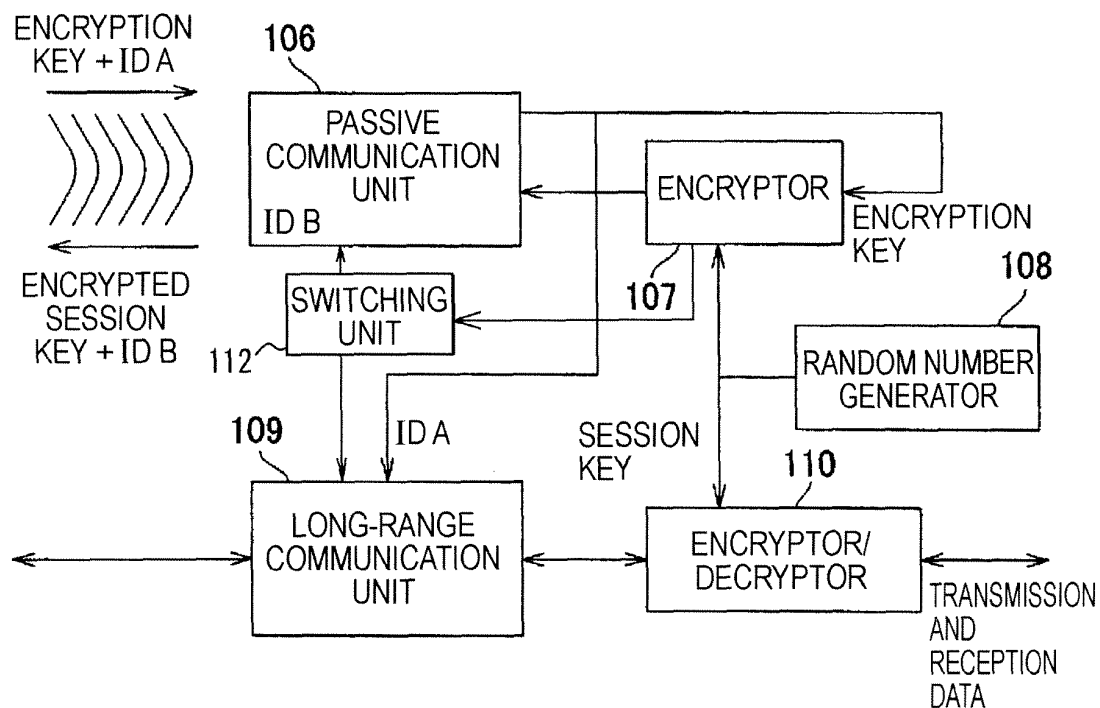 ENCRYPTION
KEY + ID A
106
PASSIVE
COMMUNICATION
UNIT
ID B
ENCRYPTOR
ENCRYPTION
KEY
107
ENCRYPTED
SESSION
KEY + ID B
SWITCHING
UNIT
112
108
RANDOM NUMBER
GENERATOR
109
ID A
SESSION
KEY
110
LONG-RANGE
COMMUNICATION
UNIT
ENCRYPTOR/
DECRYPTOR
TRANSMISSION
AND
RECEPTION
DATA